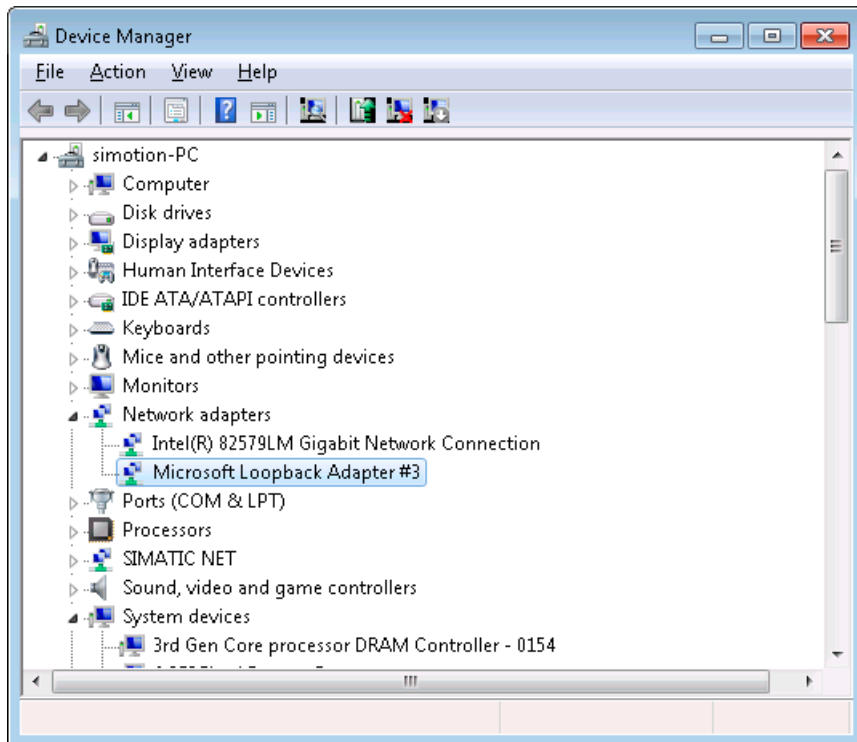 Device Manager
File Action View Help
simotion-PC
Computer
Disk drives
Display adapters
Human Interface Devices
IDE ATA/ATAPI controllers
Keyboards
Mice and other pointing devices
Monitors
Network adapters
Intel(R) 82579LM Gigabit Network Connection
Microsoft Loopback Adapter #3
Ports (COM & LPT)
Processors
SIMATIC NET
Sound, video and game controllers
System devices
3rd Gen Core processor DRAM Controller - 0154